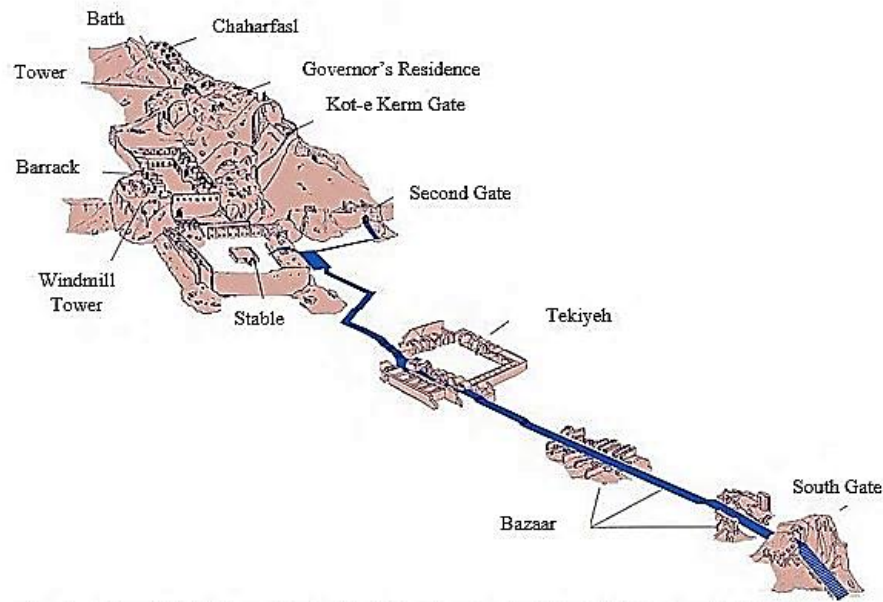 Bath
Chaharfasl
Tower
Governor's Residence
Kot-e Kerm Gate
Barrack
Second Gate
Windmill
Tower
Stable
Tekiyeh
South Gate
Bazaar